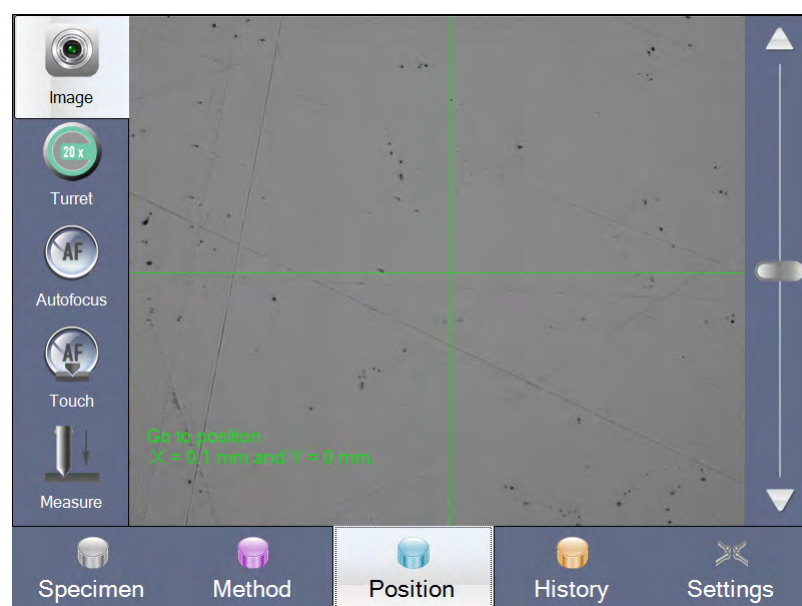 Image
20 x
Turret
AF
Autofocus
AF
Touch
Measure
Go to position
X = 0.1 mm and Y = 0 mm.
Specimen
Method
Position
History
Settings